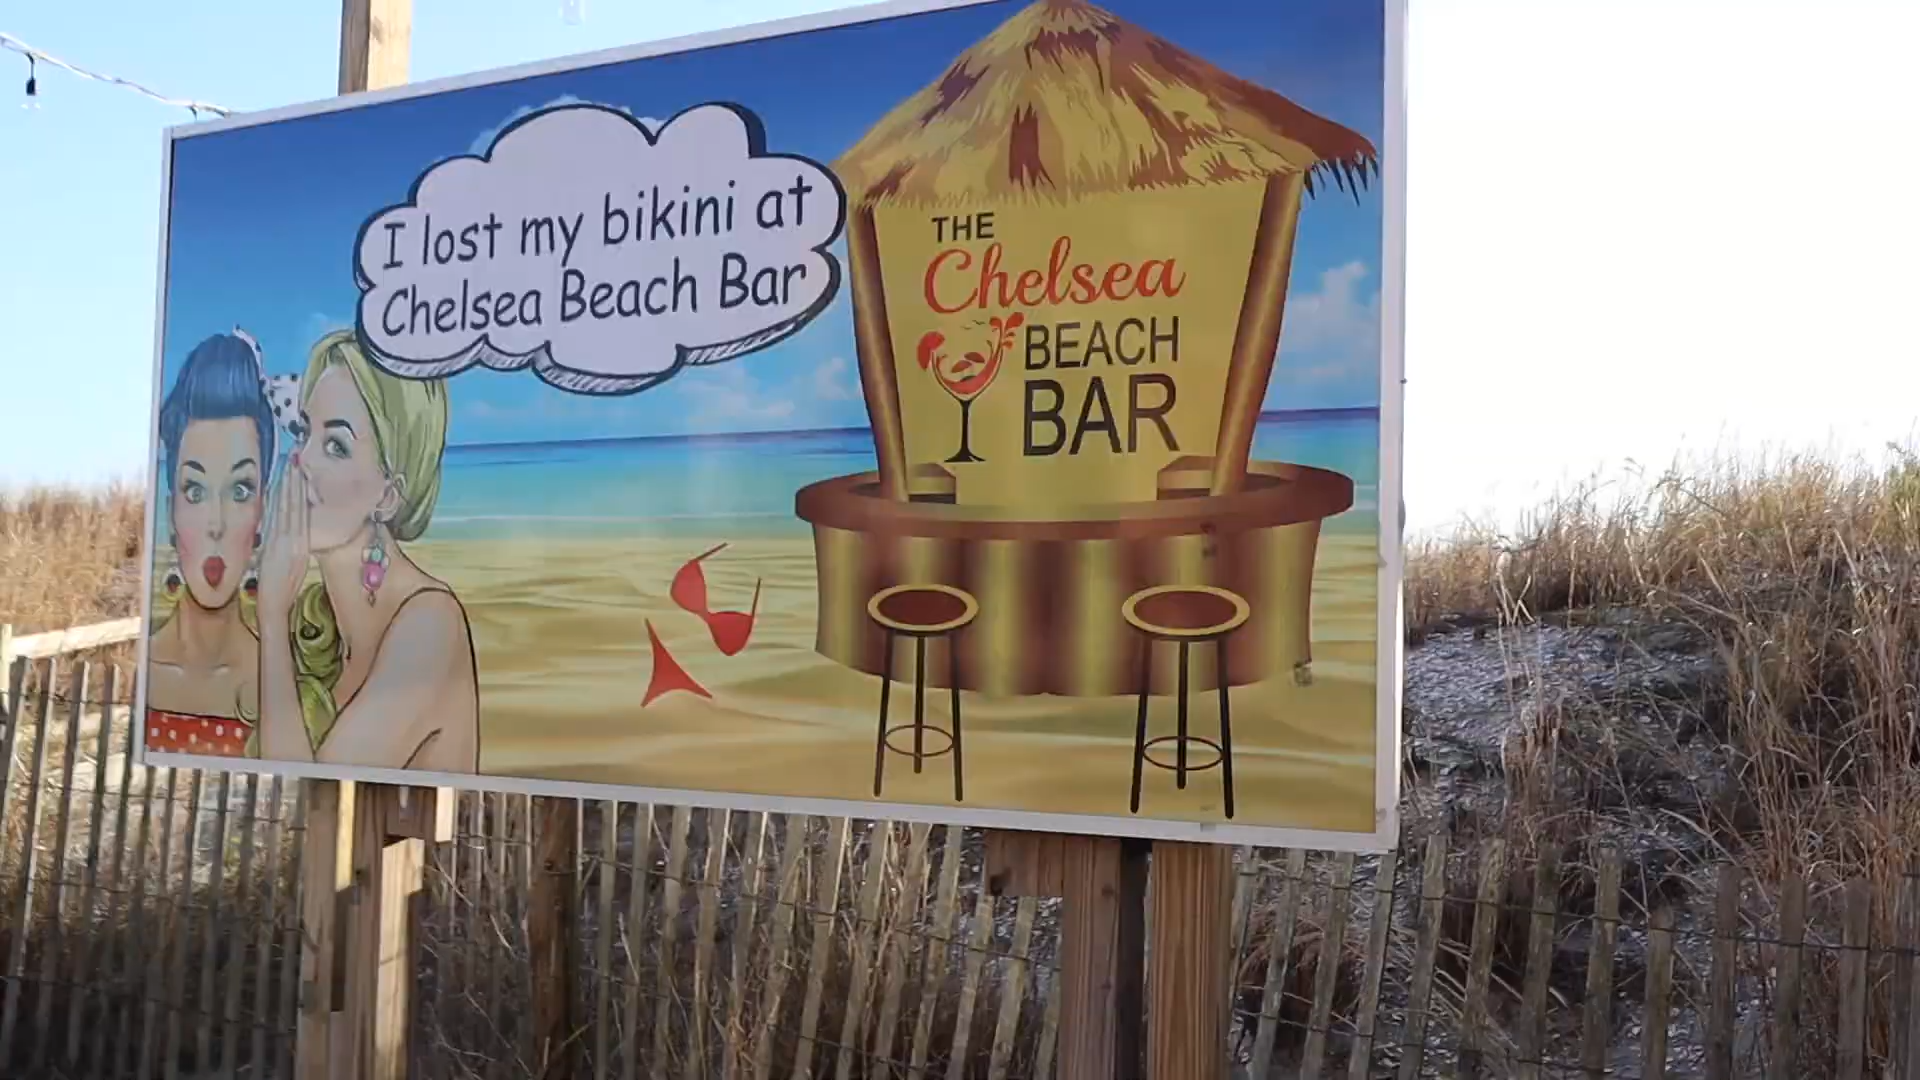 I lost my bikini at
Chelsea Beach Bar
THE
Chelsea
BEACH
BAR